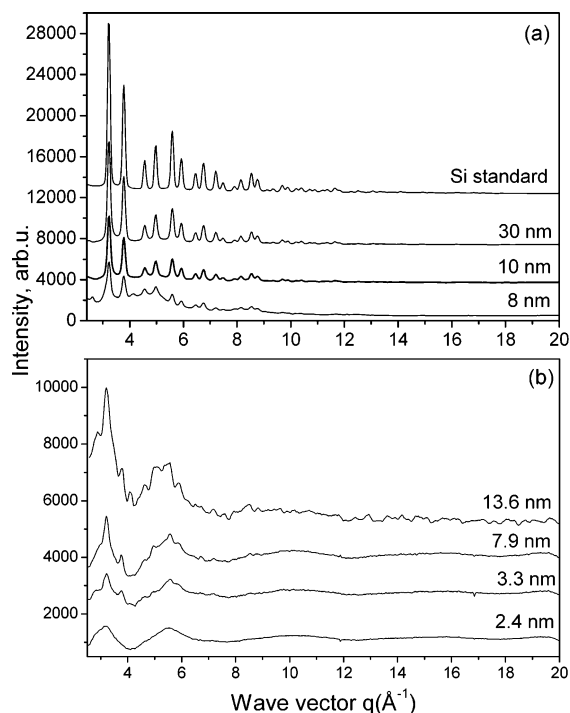 Intensity, arb.u.
(a)
28000
24000
20000
16000
12000
8000
4000
0
Si standard
30 nm
10 nm
8 nm
4 6 8 10 12 14 16 18 20
(b)
10000
8000
6000
4000
2000
13.6 nm
7.9 nm
3.3 nm
2.4 nm
4 6 8 10 12 14 16 18 20
Wave vector q(Å⁻¹)